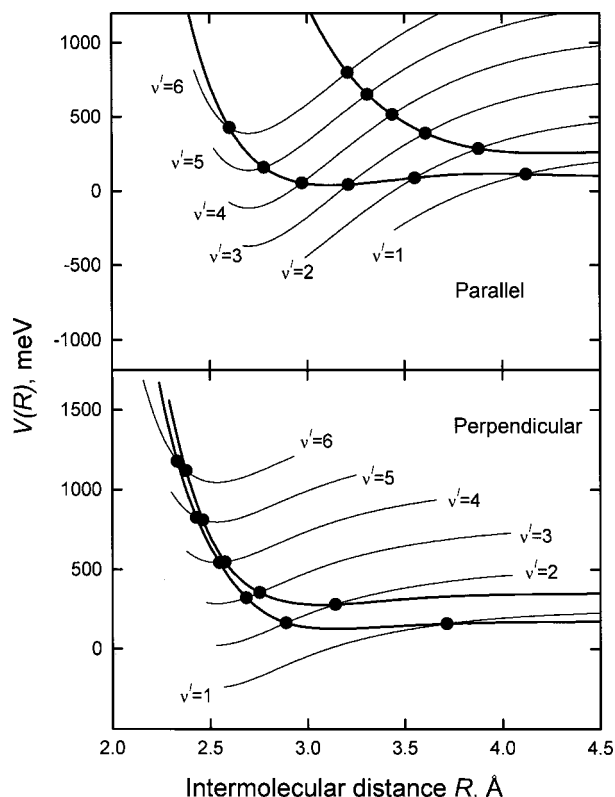 1000
500
0
-500
-1000
ν′=6
ν′=5
ν′=4
ν′=3
ν′=2
ν′=1
Parallel
V(R), meV
1500
1000
500
0
Perpendicular
ν′=6
ν′=5
ν′=4
ν′=3
ν′=2
ν′=1
2.0 2.5 3.0 3.5 4.0 4.5
Intermolecular distance R, Å